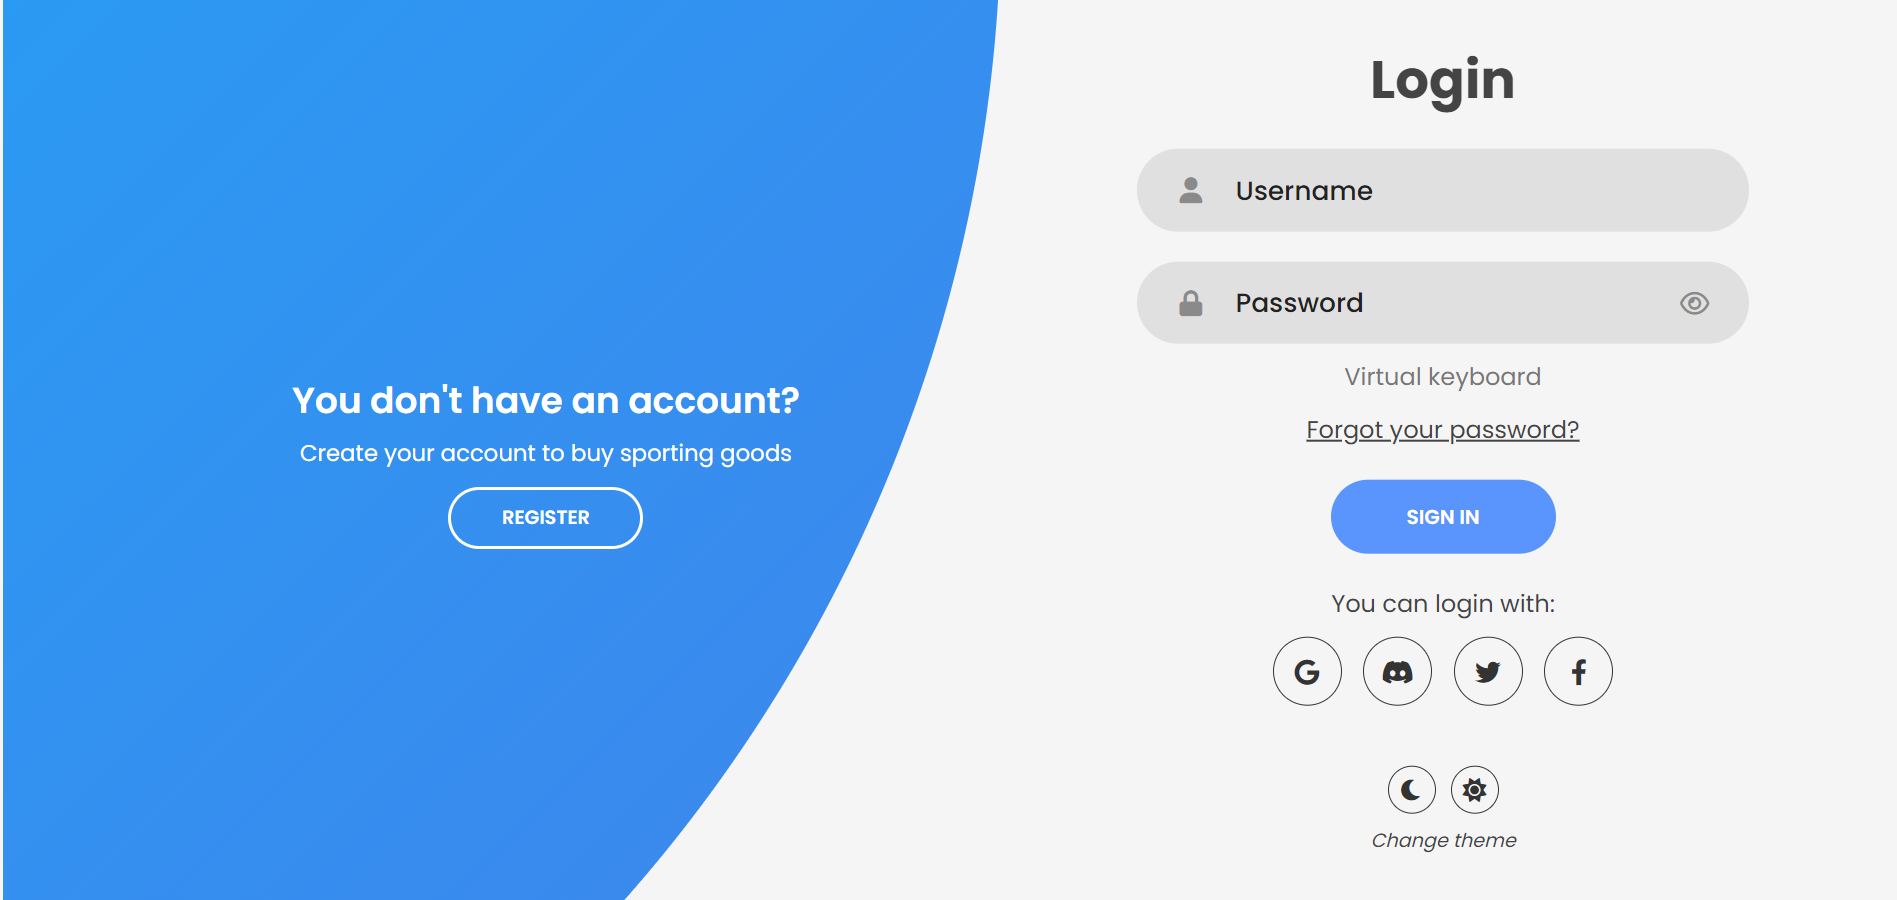 You don't have an account?
Create your account to buy sporting goods
REGISTER
Login
Username
Password
Virtual keyboard
Forgot your password?
SIGN IN
You can login with:
Change theme